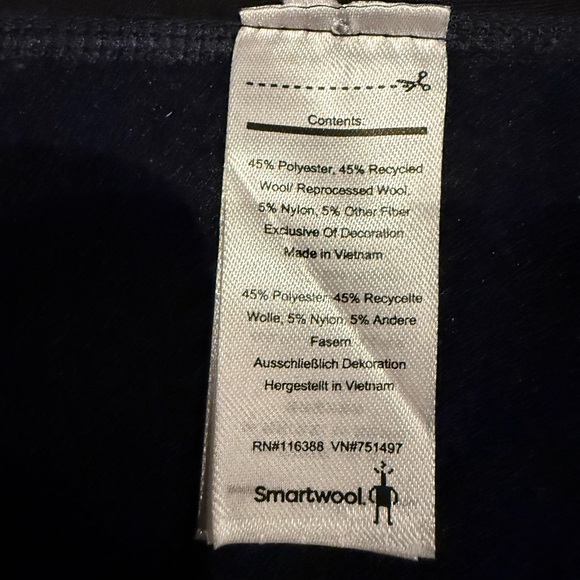 Contents:
45% Polyester, 45% Recycled
Wool/ Reprocessed Wool,
5% Nylon, 5% Other Fiber
Exclusive Of Decoration
Made in Vietnam
45% Polyester, 45% Recycelte
Wolle, 5% Nylon, 5% Andere
Fasern
Ausschließlich Dekoration
Hergestellt in Vietnam
RN#116388 VN#751497
Smartwool